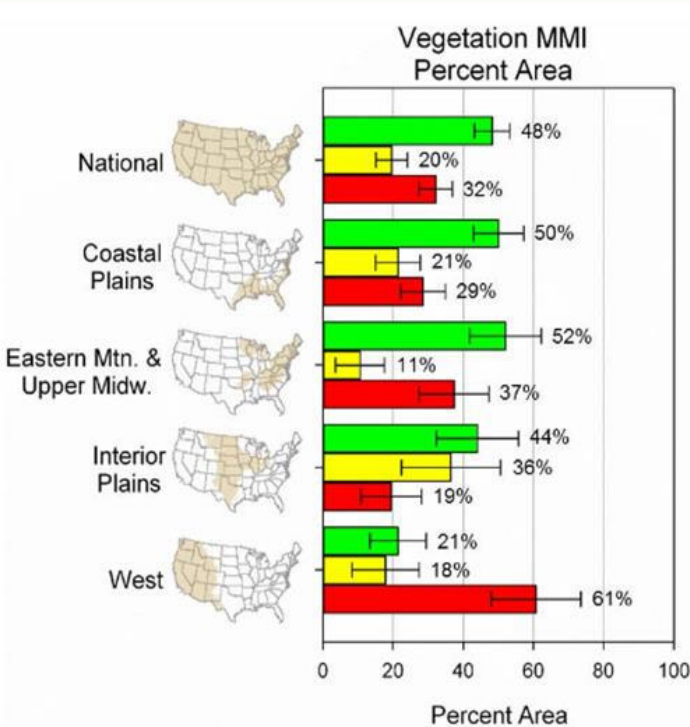 Vegetation MMI
Percent Area
National
48%
20%
32%
Coastal
Plains
50%
21%
29%
Eastern Mtn. &
Upper Midw.
52%
11%
37%
Interior
Plains
44%
36%
19%
West
21%
18%
61%
0 20 40 60 80 100
Percent Area